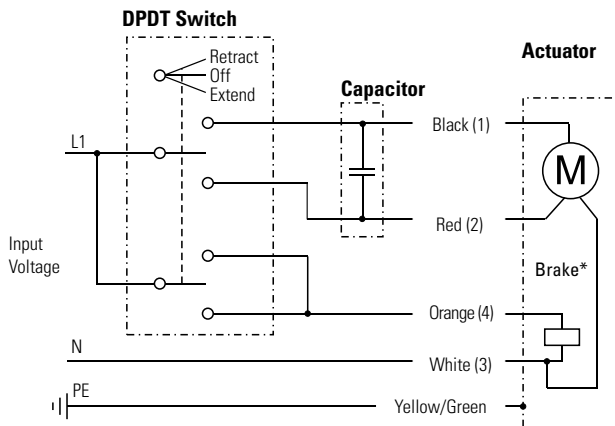 DPDT Switch
Retract
Off
Extend
Actuator
Capacitor
Black (1)
L1
M
Red (2)
Input
Voltage
Brake*
Orange (4)
N
White (3)
PE
Yellow/Green